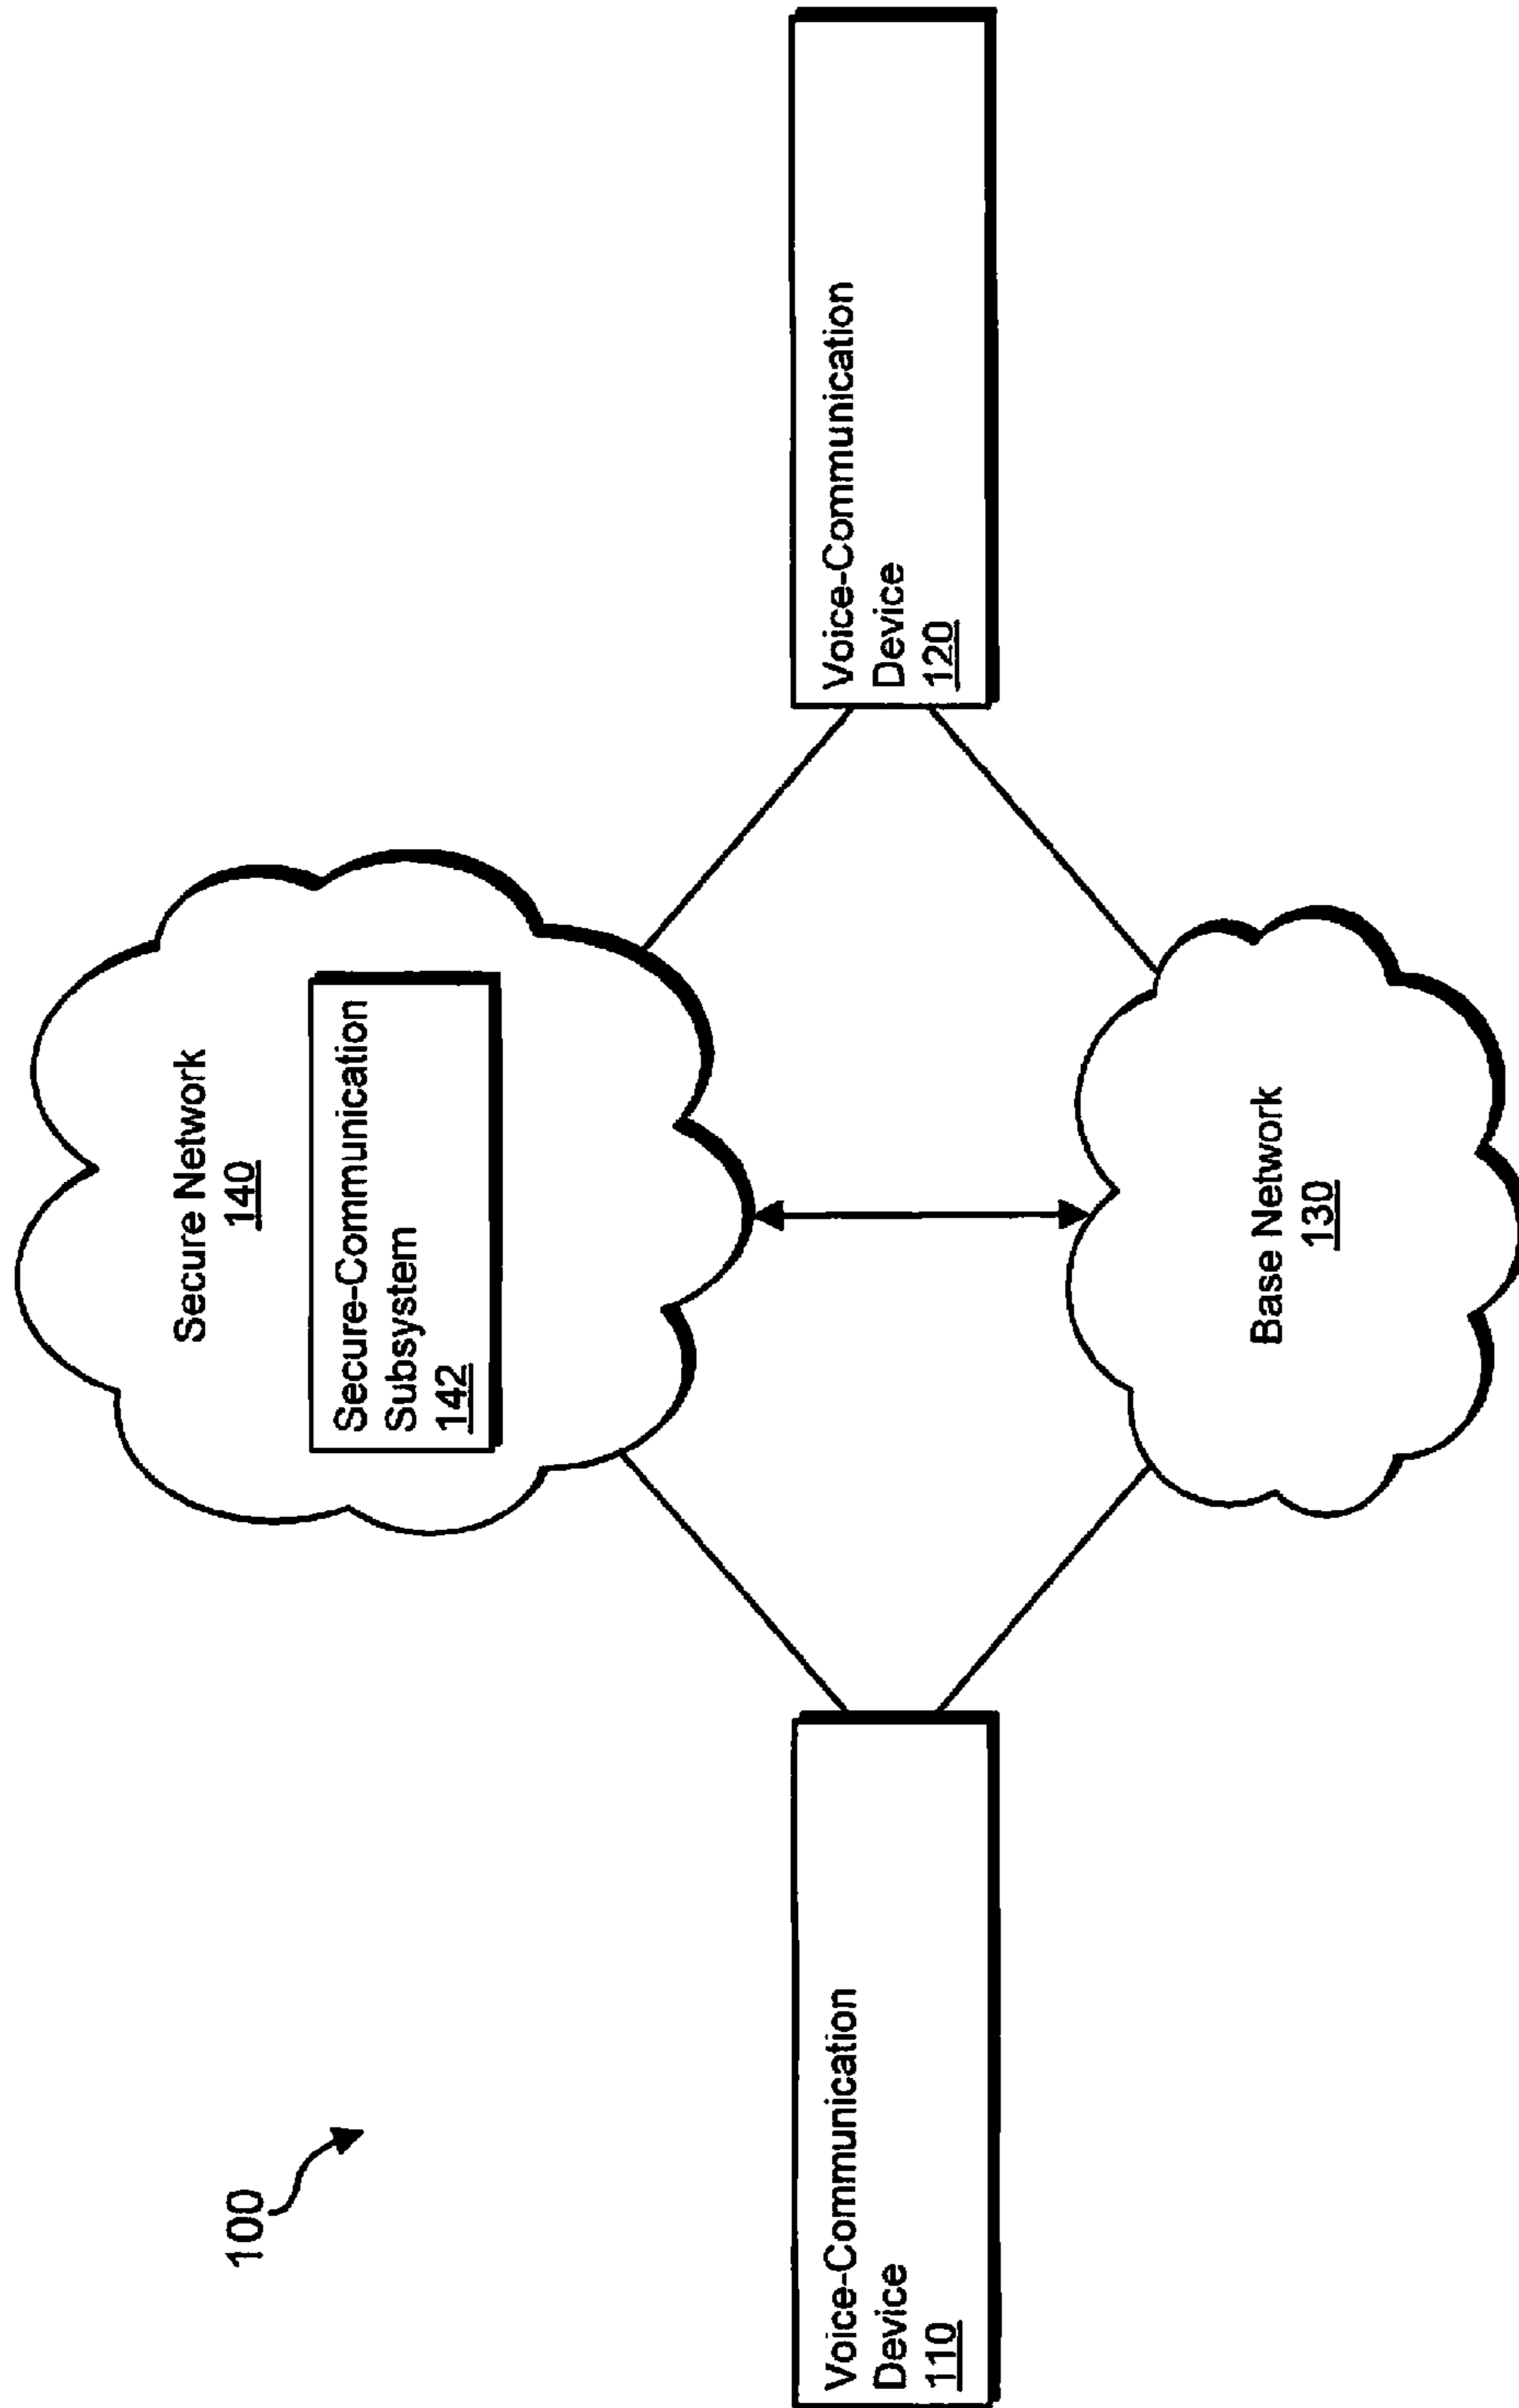 100
Secure Network
140
Secure-Communication
Subsystem
142
Voice-Communication
Device
110
Voice-Communication
Device
120
Base Network
130